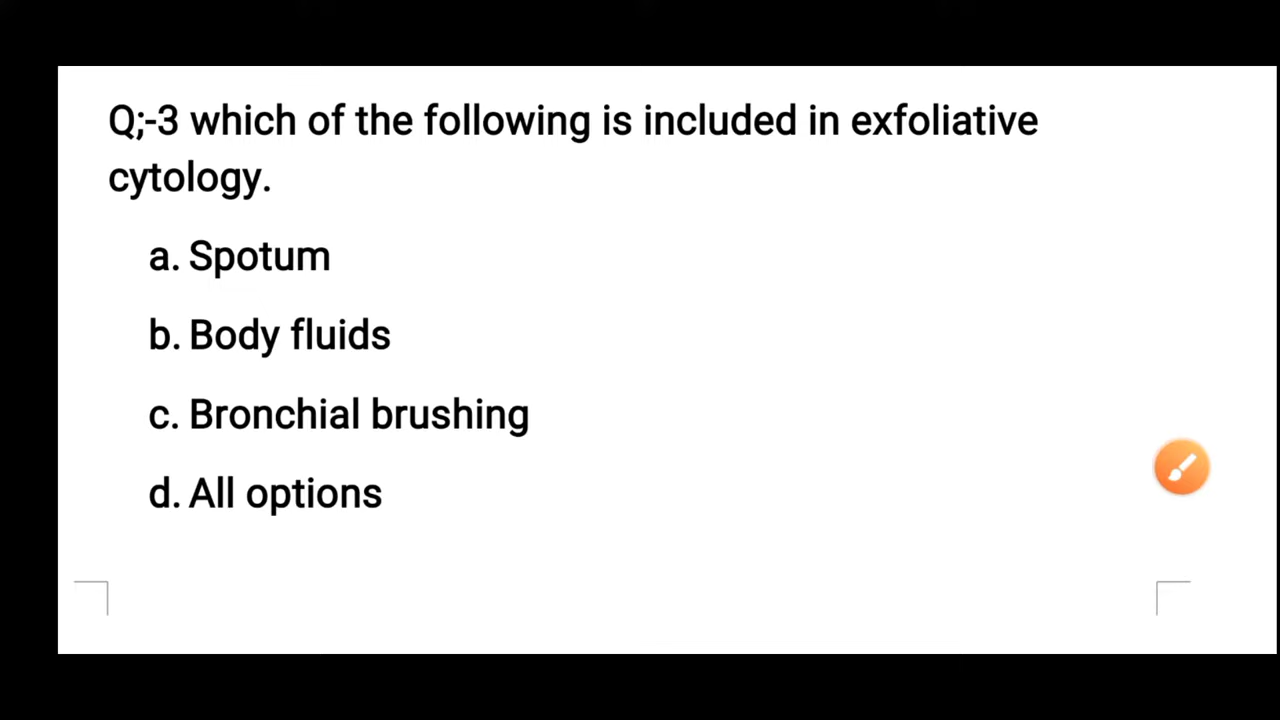 Q;-3 which of the following is included in exfoliative
cytology.
a. Spotum
b. Body fluids
c. Bronchial brushing
d. All options